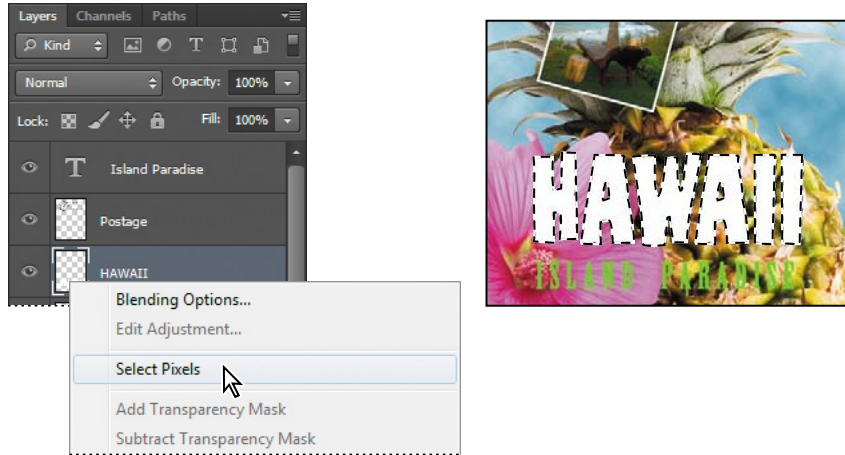 Layers Channels Paths
Kind T
Normal Opacity: 100%
Lock: Fill: 100%
T Island Paradise
Postage
HAWAII
Blending Options...
Edit Adjustment...
Select Pixels
Add Transparency Mask
Subtract Transparency Mask
HAWAII
ISLAND PARADISE